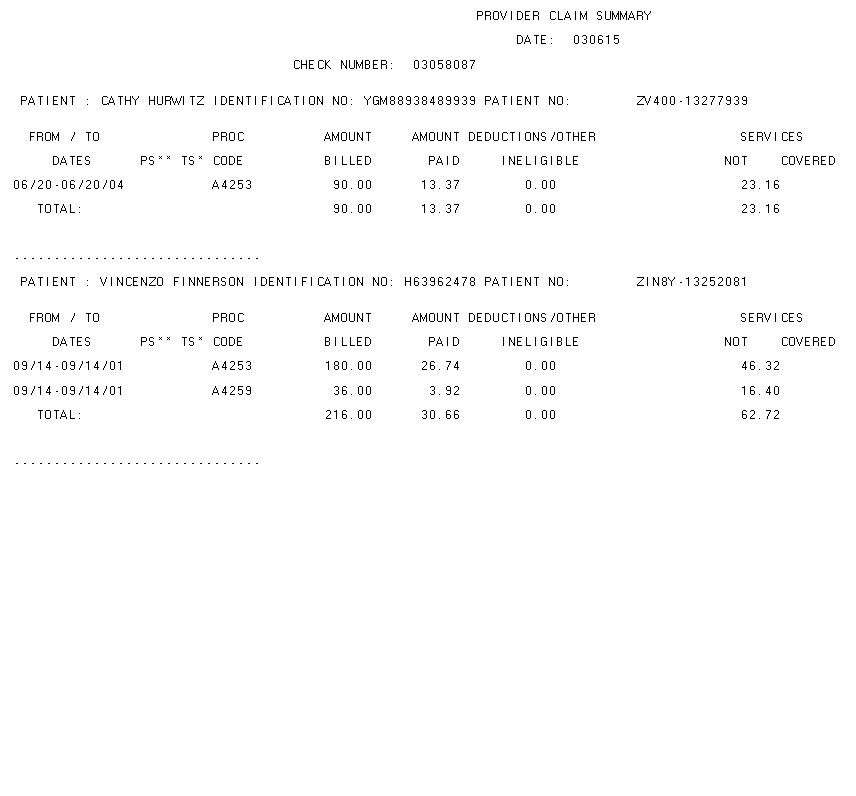 PROVIDER CLAIM SUMMARY
DATE: 030615
CHECK NUMBER: 03058087
PATIENT : CATHY HURWITZ IDENTIFICATION NO: YGM88938489939 PATIENT NO: ZV400-13277939
FROM / TO PROC AMOUNT AMOUNT DEDUCTIONS/OTHER SERVICES
DATES PS** TS* CODE BILLED PAID INELIGIBLE NOT COVERED
06/20-06/20/04 A4253 90.00 13.37 0.00 23.16
TOTAL: 90.00 13.37 0.00 23.16
-------------------------------
PATIENT : VINCENZO FINNERSON IDENTIFICATION NO: H63962478 PATIENT NO: ZIN8Y-13252081
FROM / TO PROC AMOUNT AMOUNT DEDUCTIONS/OTHER SERVICES
DATES PS** TS* CODE BILLED PAID INELIGIBLE NOT COVERED
09/14-09/14/01 A4253 180.00 26.74 0.00 46.32
09/14-09/14/01 A4259 36.00 3.92 0.00 16.40
TOTAL: 216.00 30.66 0.00 62.72
-------------------------------